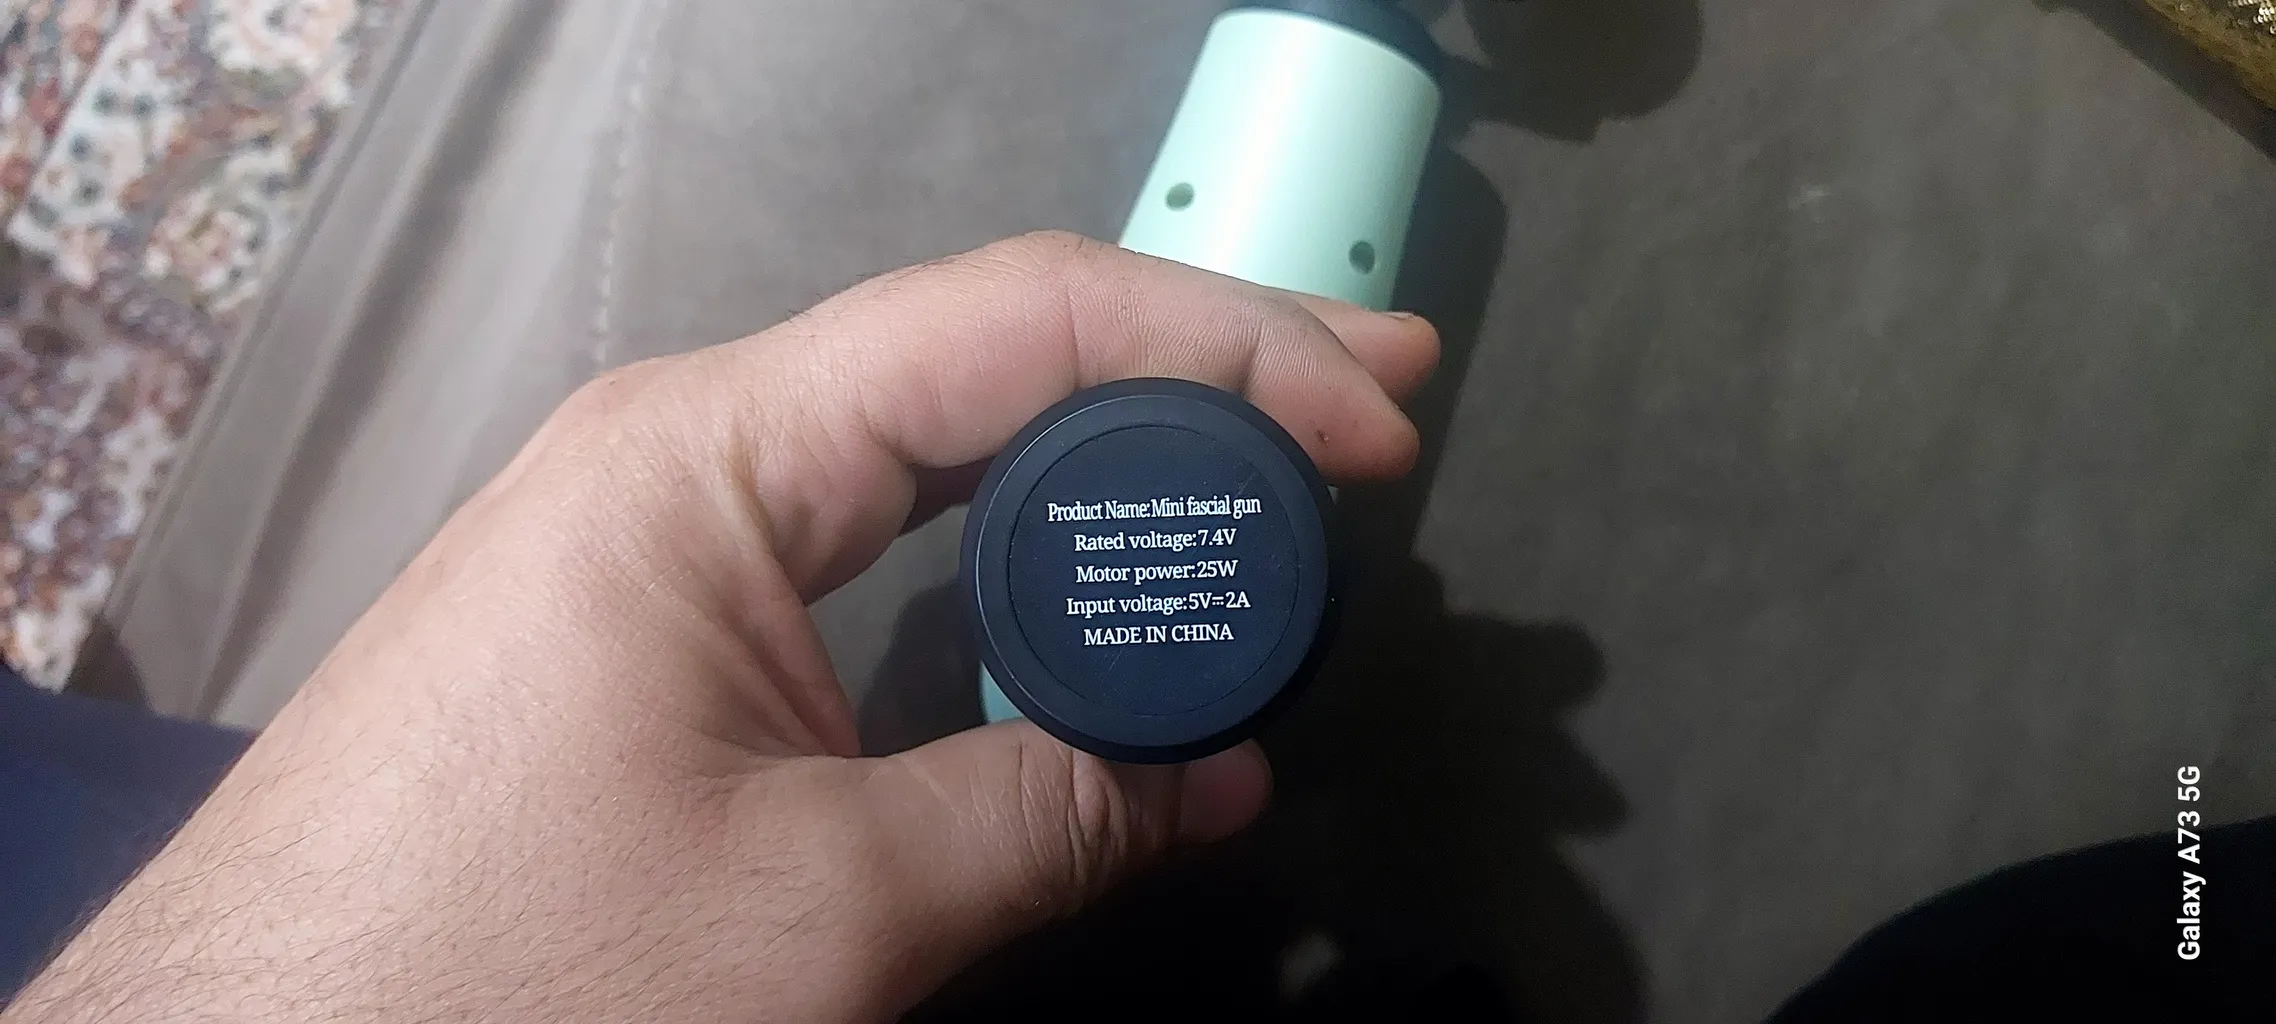 Product Name:Mini fascial gun
Rated voltage:7.4V
Motor power:25W
Input voltage:5V⎓2A
MADE IN CHINA
Galaxy A73 5G